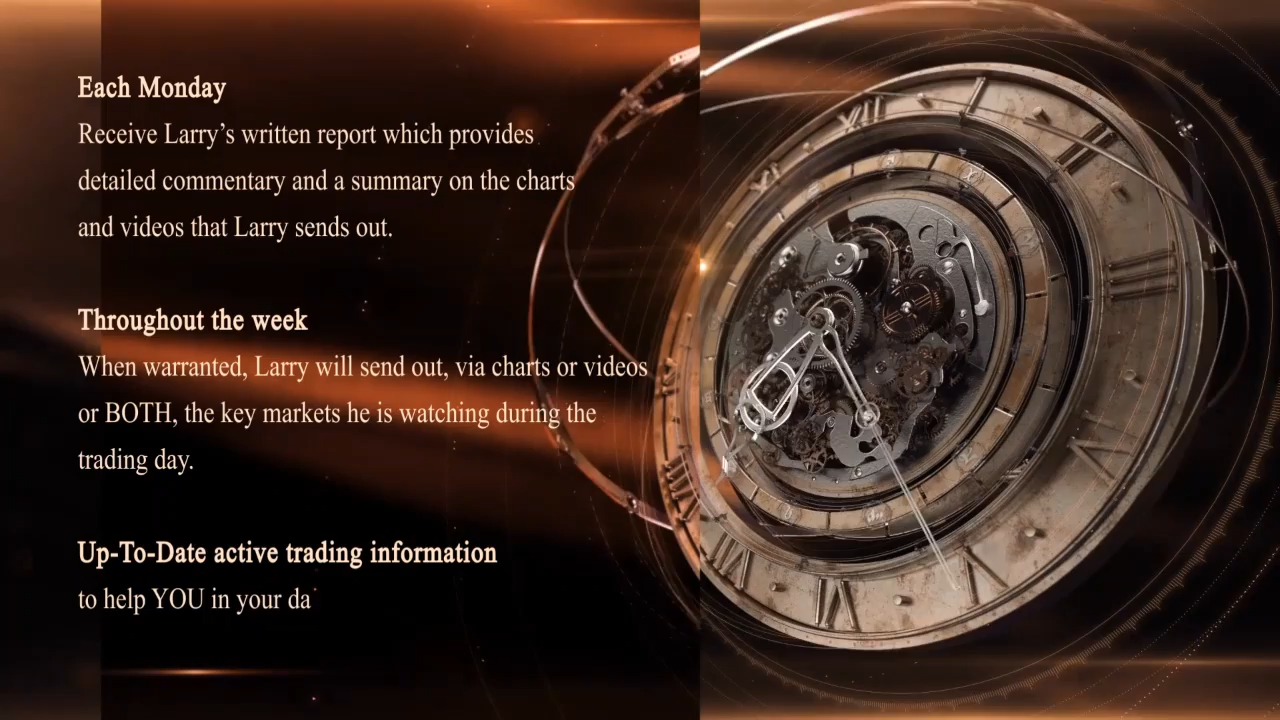 Each Monday
Receive Larry’s written report which provides
detailed commentary and a summary on the charts
and videos that Larry sends out.
Throughout the week
When warranted, Larry will send out, via charts or videos
or BOTH, the key markets he is watching during the
trading day.
Up-To-Date active trading information
to help YOU in your da